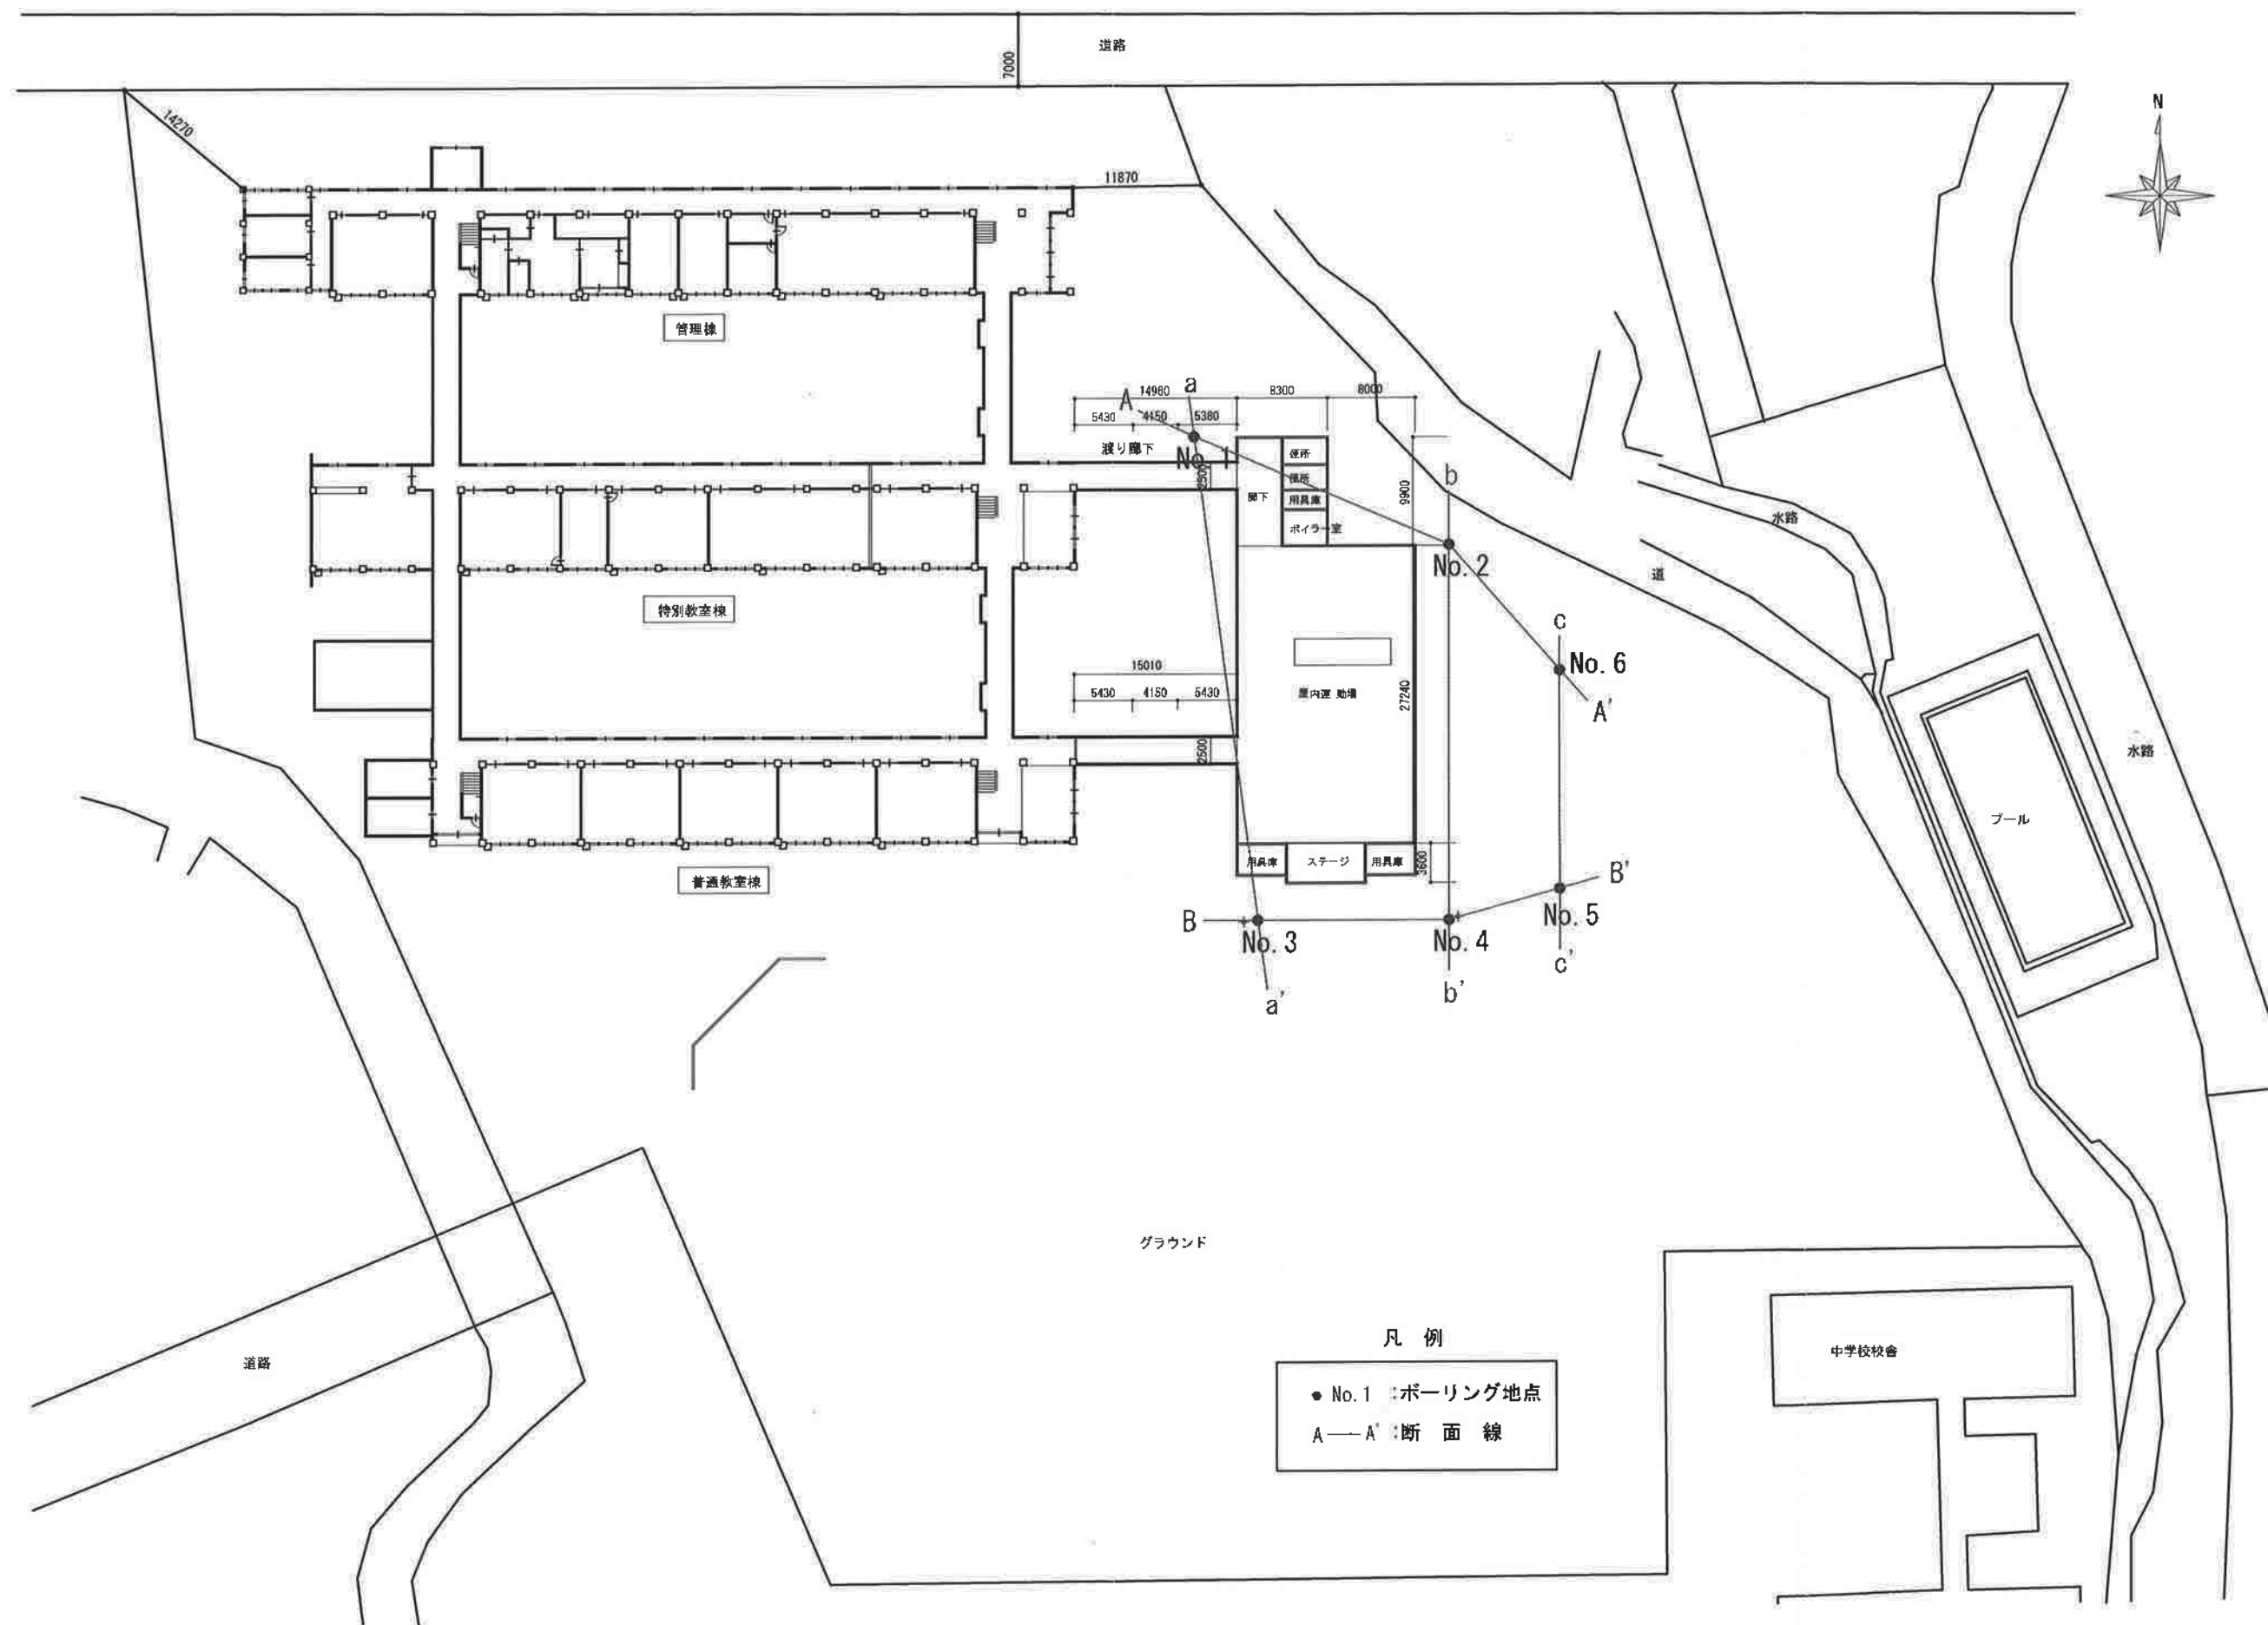 道路
7000
N
14270
11870
管理棟
a
A
14960
8300
8000
5430
4150
5380
渡り廊下
No. 1
2500
便所
便所
廊下
用具庫
ボイラー室
9900
b
水路
No. 2
道
特別教室棟
c
No. 6
15010
屋内運動場
5430
4150
5430
27240
A'
2500
水路
プール
用具庫
ステージ
用具庫
3600
普通教室棟
B'
B
No. 5
No. 3
No. 4
c'
b'
a'
グラウンド
凡 例
中学校校舎
道路
● No.1 :ボーリング地点
A―A' :断 面 線